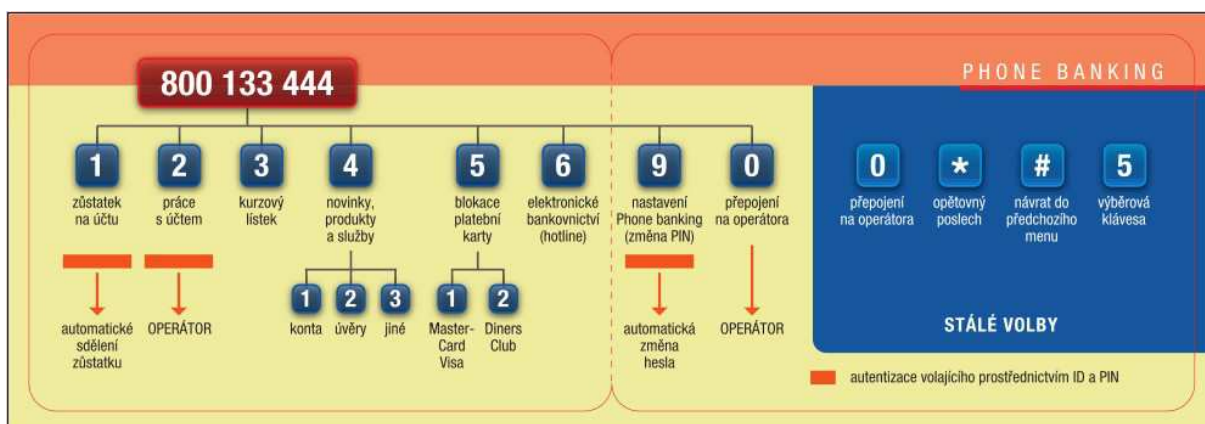 PHONE BANKING
800 133 444
1
zůstatek
na účtu
automatické
sdělení
zůstatku
2
práce
s účtem
OPERÁTOR
3
kurzový
lístek
4
novinky,
produkty
a služby
1
konta
2
úvěry
3
jiné
5
blokace
platební
karty
1
Master-
Card
Visa
2
Diners
Club
6
elektronické
bankovnictví
(hotline)
9
nastavení
Phone banking
(změna PIN)
automatická
změna
hesla
0
přepojení
na operátora
OPERÁTOR
0
přepojení
na operátora
*
opětovný
poslech
#
návrat do
předchozího
menu
5
výběrová
klávesa
STÁLÉ VOLBY
autentizace volajícího prostřednictvím ID a PIN